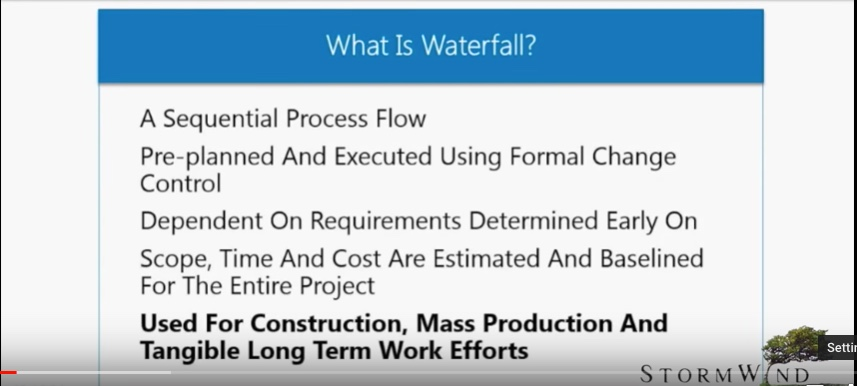 What Is Waterfall?
A Sequential Process Flow
Pre-planned And Executed Using Formal Change
Control
Dependent On Requirements Determined Early On
Scope, Time And Cost Are Estimated And Baselined
For The Entire Project
Used For Construction, Mass Production And
Tangible Long Term Work Efforts
Settin
STORMWIND